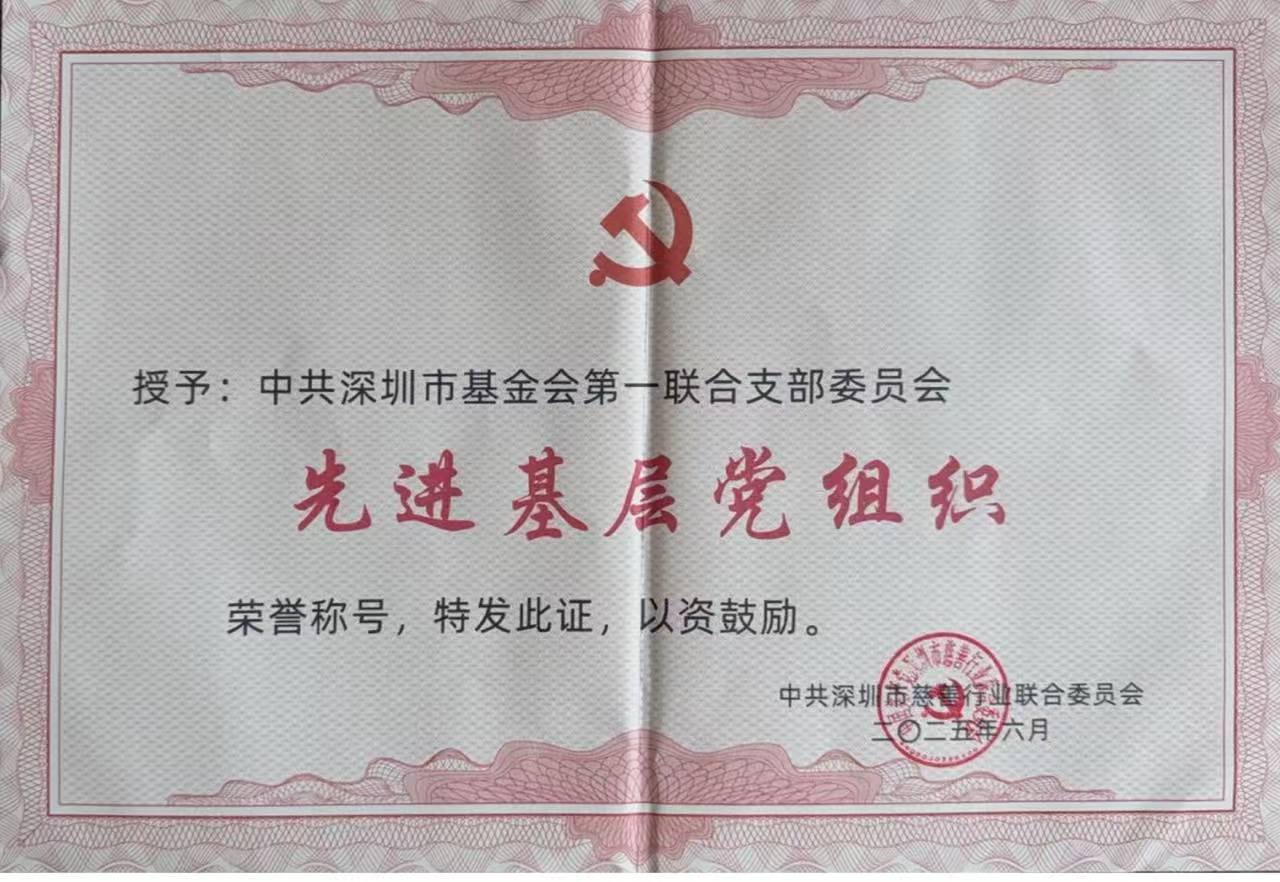 授予：中共深圳市基金会第一联合支部委员会
先进基层党组织
荣誉称号，特发此证，以资鼓励。
中共深圳市慈善行业联合委员会
二〇二五年六月